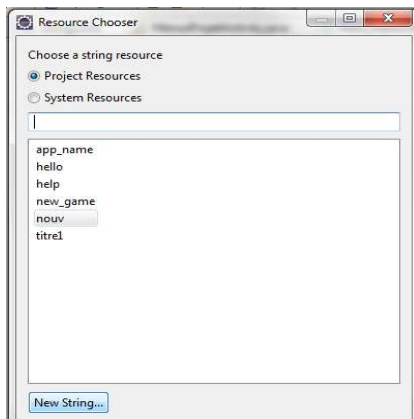 Resource Chooser
Choose a string resource
Project Resources
System Resources
app_name
hello
help
new_game
nouv
titre1
New String...